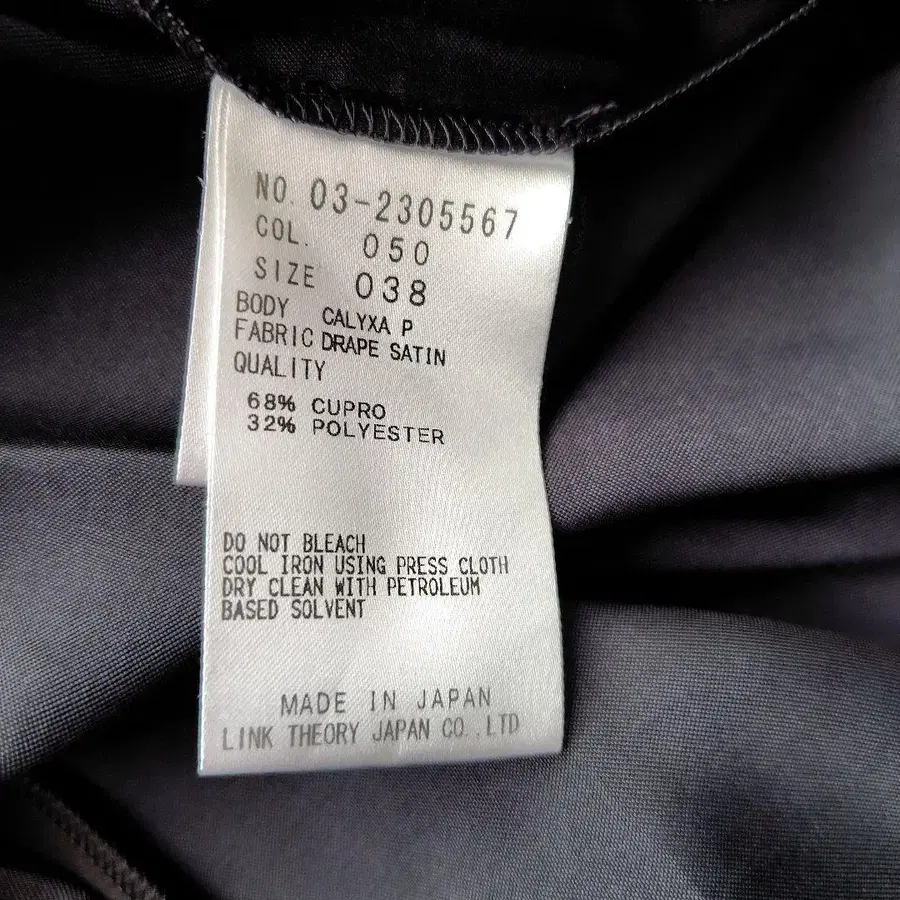 NO. 03-2305567
COL. 050
SIZE 038
BODY CALYXA P
FABRIC DRAPE SATIN
QUALITY
68% CUPRO
32% POLYESTER
DO NOT BLEACH
COOL IRON USING PRESS CLOTH
DRY CLEAN WITH PETROLEUM
BASED SOLVENT
MADE IN JAPAN
LINK THEORY JAPAN CO.,LTD